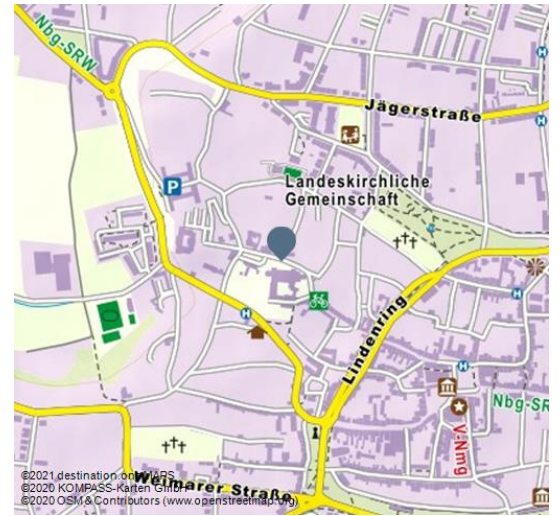 Nbg-SRW
Jägerstraße
H
P
Landeskirchliche
Gemeinschaft
H
Lindenring
H
Nbg-SR
V-Nmg
Weimarer Straße
©2021 destination.one MARS
©2020 KOMPASS-Karten GmbH
©2020 OSM & Contributors (www.openstreetmap.org)